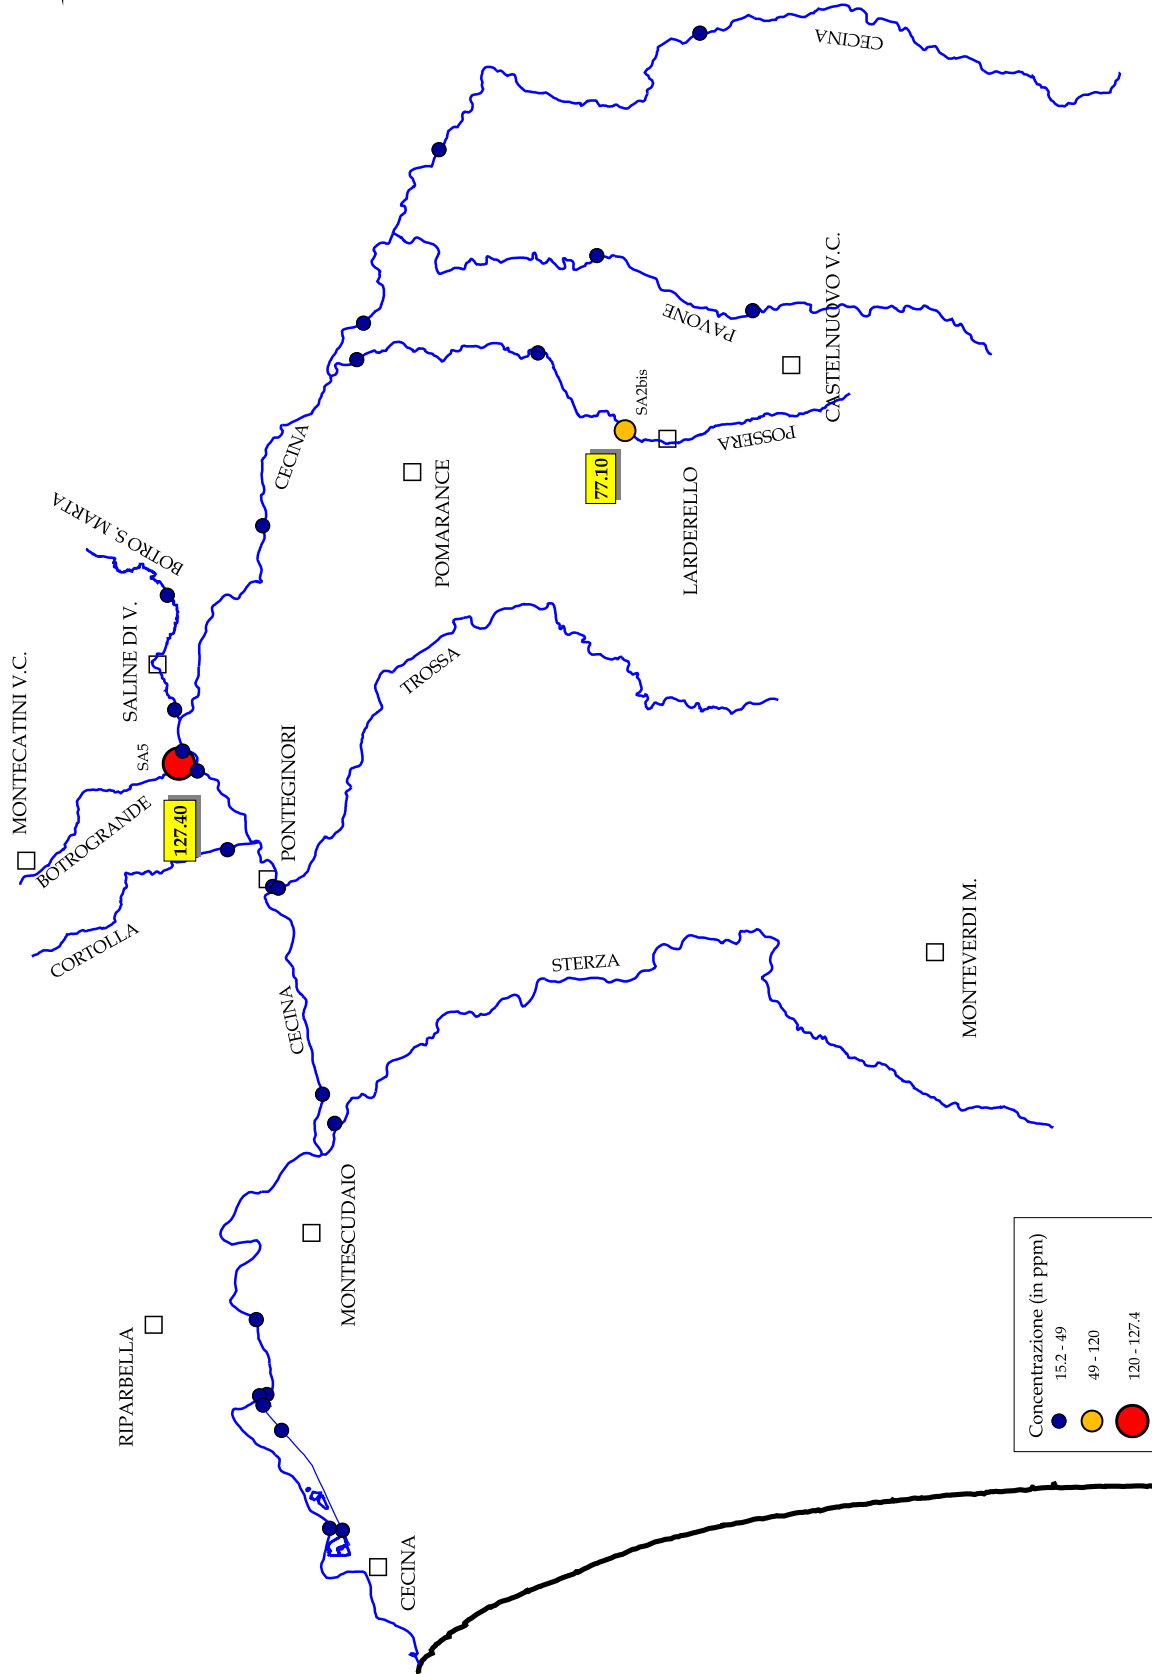 MONTECATINI V.C.
BOTRO S. MARTA
SALINE DI V.
SA5
BOTROGRANDE
127.40
CORTOLLA
PONTEGINORI
CECINA
CECINA
CECINA
POMARANCE
TROSSA
77.10
SA2bis
LARDERELLO
POSSERA
PAVONE
CASTELNUOVO V.C.
STERZA
CECINA
MONTEVERDI M.
MONTESCUDAIO
RIPARBELLA
CECINA
Concentrazione (in ppm)
15.2 - 49
49 - 120
120 - 127.4